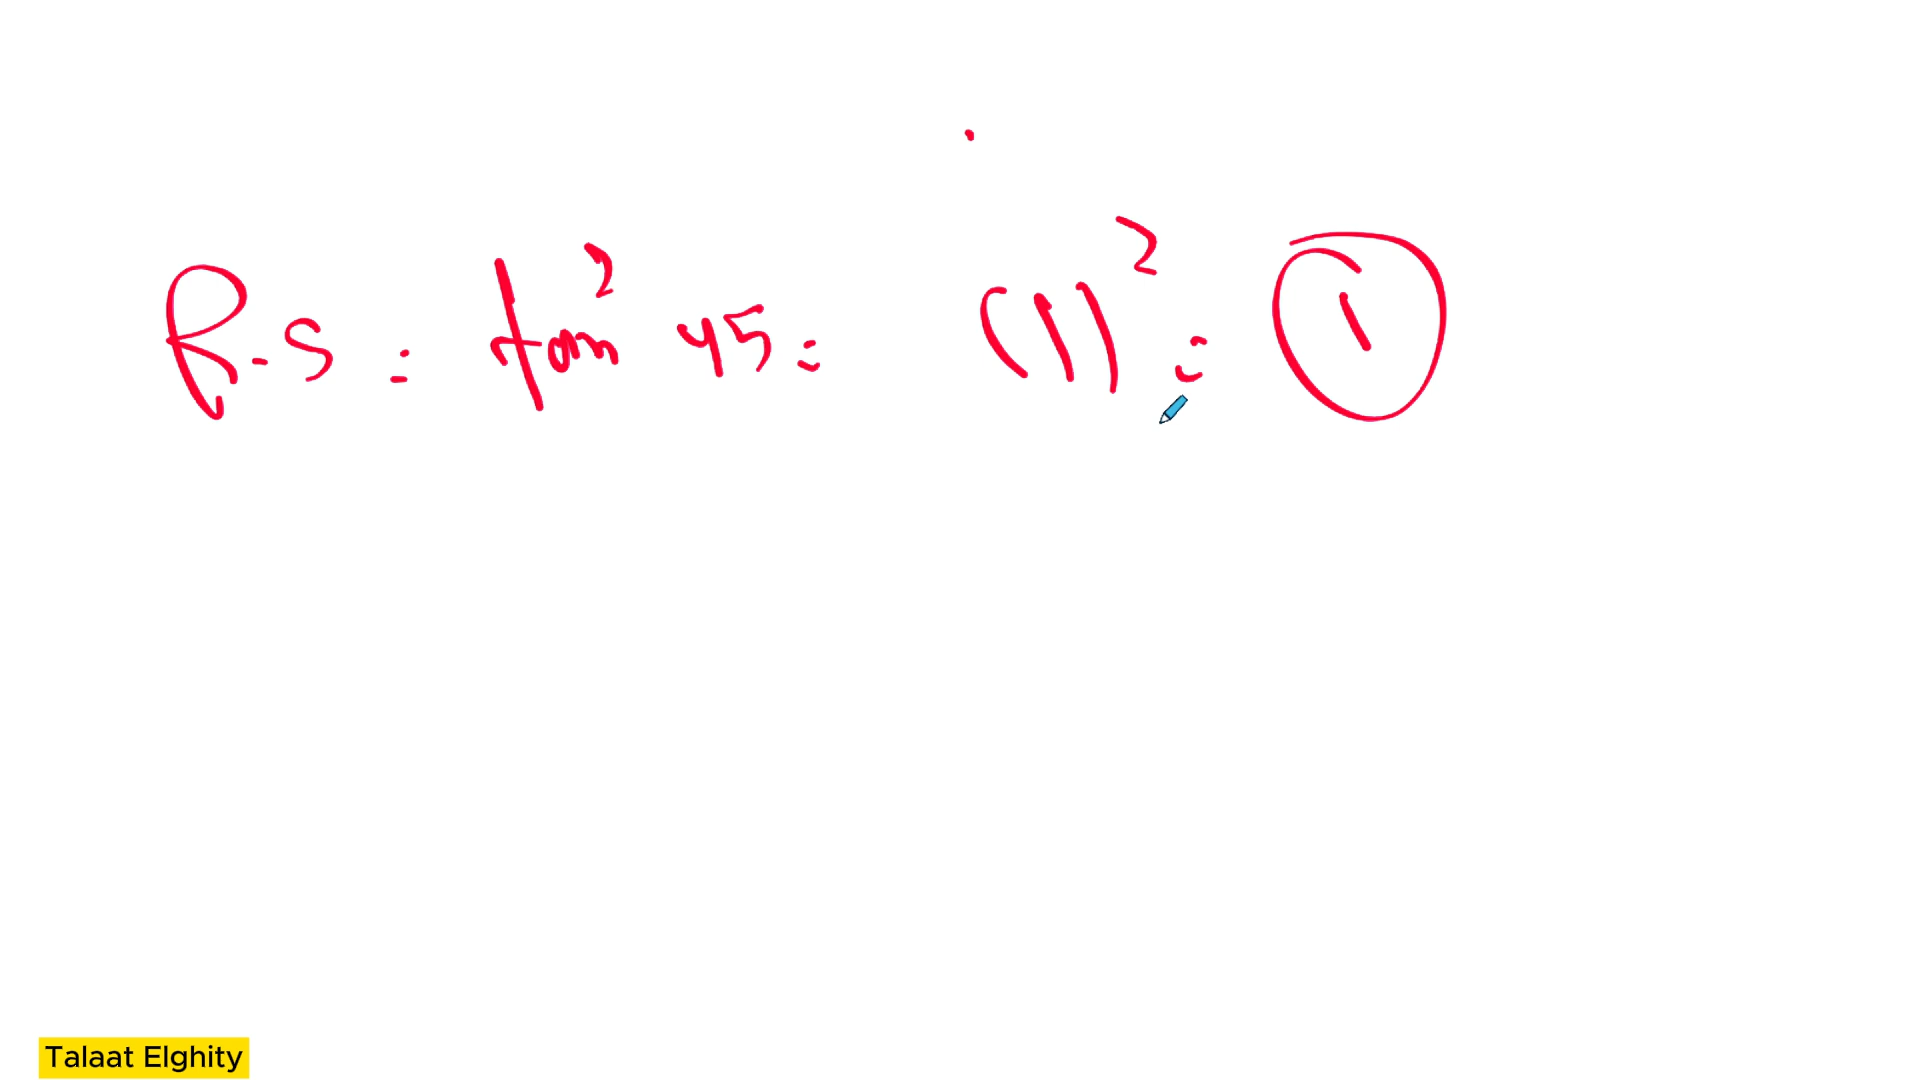 R.S = tan² 45 = (1)² = 1
Talaat Elghity